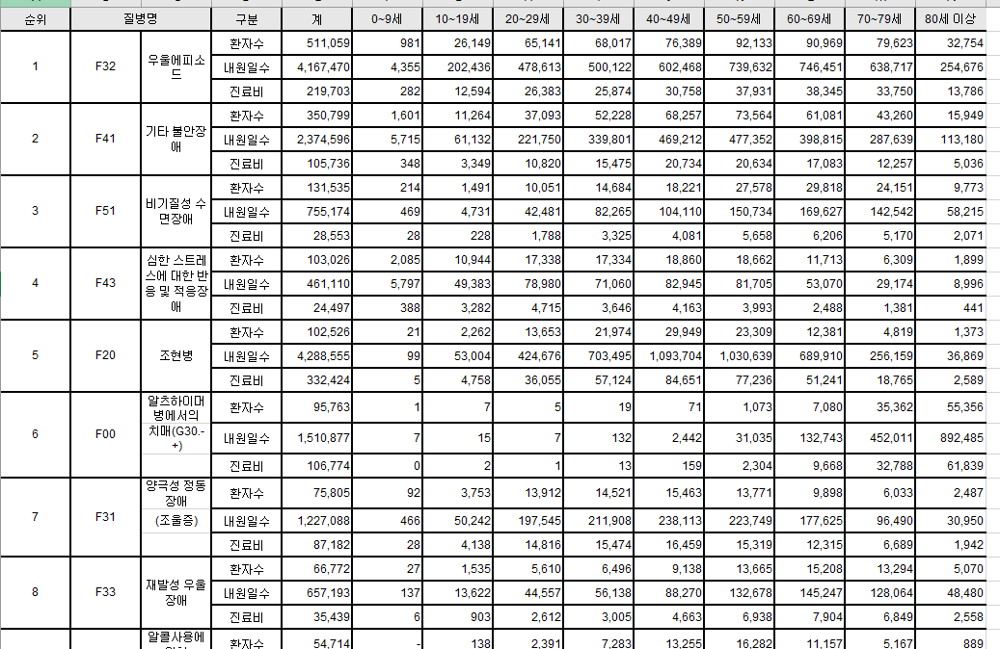 순위 질병명 구분 계 0~9세 10~19세 20~29세 30~39세 40~49세 50~59세 60~69세 70~79세 80세 이상
1 F32 우울에피소드
환자수 511,059 981 26,149 65,141 68,017 76,389 92,133 90,969 79,623 32,754
내원일수 4,167,470 4,355 202,436 478,613 500,122 602,468 739,632 746,451 638,717 254,676
진료비 219,703 282 12,594 26,383 25,874 30,758 37,931 38,345 33,750 13,786
2 F41 기타 불안장애
환자수 350,799 1,601 11,264 37,093 52,228 68,257 73,564 61,081 43,260 15,949
내원일수 2,374,596 5,715 61,132 221,750 339,801 469,212 477,352 398,815 287,639 113,180
진료비 105,736 348 3,349 10,820 15,475 20,734 20,634 17,083 12,257 5,036
3 F51 비기질성 수면장애
환자수 131,535 214 1,491 10,051 14,684 18,221 27,578 29,818 24,151 9,773
내원일수 755,174 469 4,731 42,481 82,265 104,110 150,734 169,627 142,542 58,215
진료비 28,553 28 228 1,788 3,325 4,081 5,658 6,206 5,170 2,071
4 F43 심한 스트레스에 대한 반응 및 적응장애
환자수 103,026 2,085 10,944 17,338 17,334 18,860 18,662 11,713 6,309 1,899
내원일수 461,110 5,797 49,383 78,980 71,060 82,945 81,705 53,070 29,174 8,996
진료비 24,497 388 3,282 4,715 3,646 4,163 3,993 2,488 1,381 441
5 F20 조현병
환자수 102,526 21 2,262 13,653 21,974 29,949 23,309 12,381 4,819 1,373
내원일수 4,288,555 99 53,004 424,676 703,495 1,093,704 1,030,639 689,910 256,159 36,869
진료비 332,424 5 4,758 36,055 57,124 84,651 77,236 51,241 18,765 2,589
6 F00 알츠하이머병에서의 치매(G30.-+)
환자수 95,763 1 7 5 19 71 1,073 7,080 35,362 55,356
내원일수 1,510,877 7 15 7 132 2,442 31,035 132,743 452,011 892,485
진료비 106,774 0 2 1 13 159 2,304 9,668 32,788 61,839
7 F31 양극성 정동장애 (조울증)
환자수 75,805 92 3,753 13,912 14,521 15,463 13,771 9,898 6,033 2,487
내원일수 1,227,088 466 50,242 197,545 211,908 238,113 223,749 177,625 96,490 30,950
진료비 87,182 28 4,138 14,816 15,474 16,459 15,319 12,315 6,689 1,942
8 F33 재발성 우울장애
환자수 66,772 27 1,535 5,610 6,496 9,138 13,665 15,208 13,294 5,070
내원일수 657,193 137 13,622 44,557 56,138 88,270 132,678 145,247 128,064 48,480
진료비 35,439 6 903 2,612 3,005 4,663 6,938 7,904 6,849 2,558
알콜사용에
환자수 54,714 - 138 2,391 7,283 13,255 16,282 11,157 5,167 889